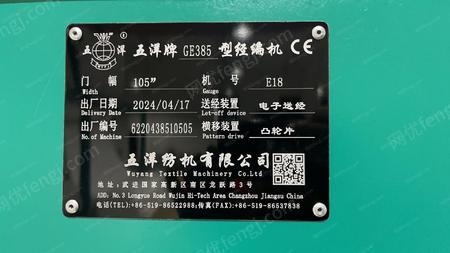 五洋 五洋牌 GE385 型经编机 CE
门幅 105" 机号 E18
Width Gauge
出厂日期 2024/04/17 送经装置 电子送经
Delivery Date Let-off device
出厂编号 6220438510505 横移装置 凸轮片
No.of Machine Pattern device
五洋纺机有限公司
Wuyang Textile Machinery Co.,Ltd.
地址:武进国家高新区南区龙跃路3号
ADD: No.3 Longyue Road Wujin Hi-Tech Area Changzhou Jiangsu China
电话(TEL):+86-519-86522988;传真(FAX):+86-519-86537838